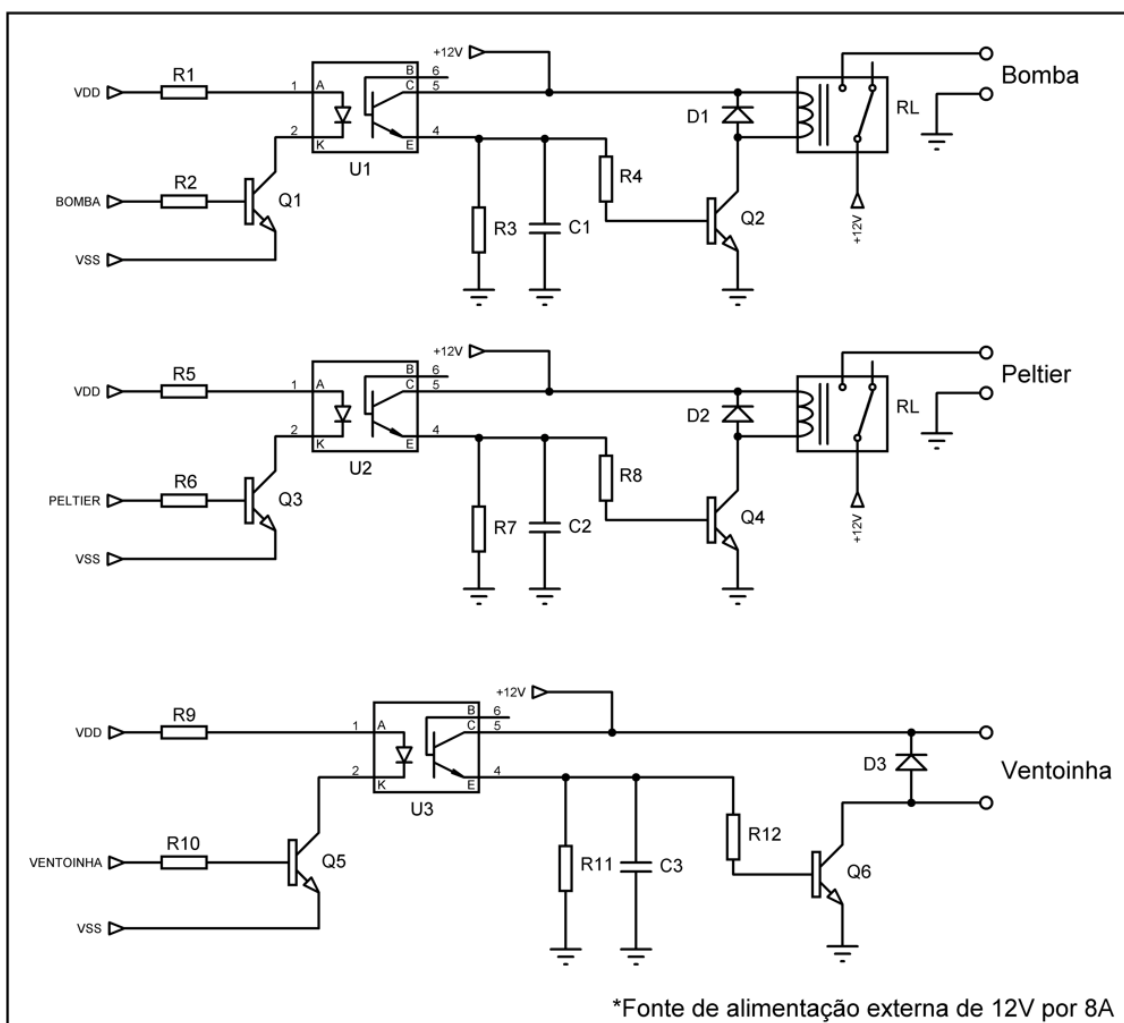 +12V
B 6
C 5
VDD R1 1 A
D1
RL
Bomba
2 K
E 4
U1
BOMBA R2
Q1
R4
R3
C1
Q2
VSS
+12V
+12V
B 6
C 5
VDD R5 1 A
D2
RL
Peltier
2 K
E 4
U2
PELTIER R6
Q3
R8
R7
C2
Q4
VSS
+12V
+12V
B 6
C 5
VDD R9 1 A
D3
Ventoinha
2 K
E 4
U3
VENTOINHA R10
Q5
R12
R11
C3
Q6
VSS
*Fonte de alimentação externa de 12V por 8A